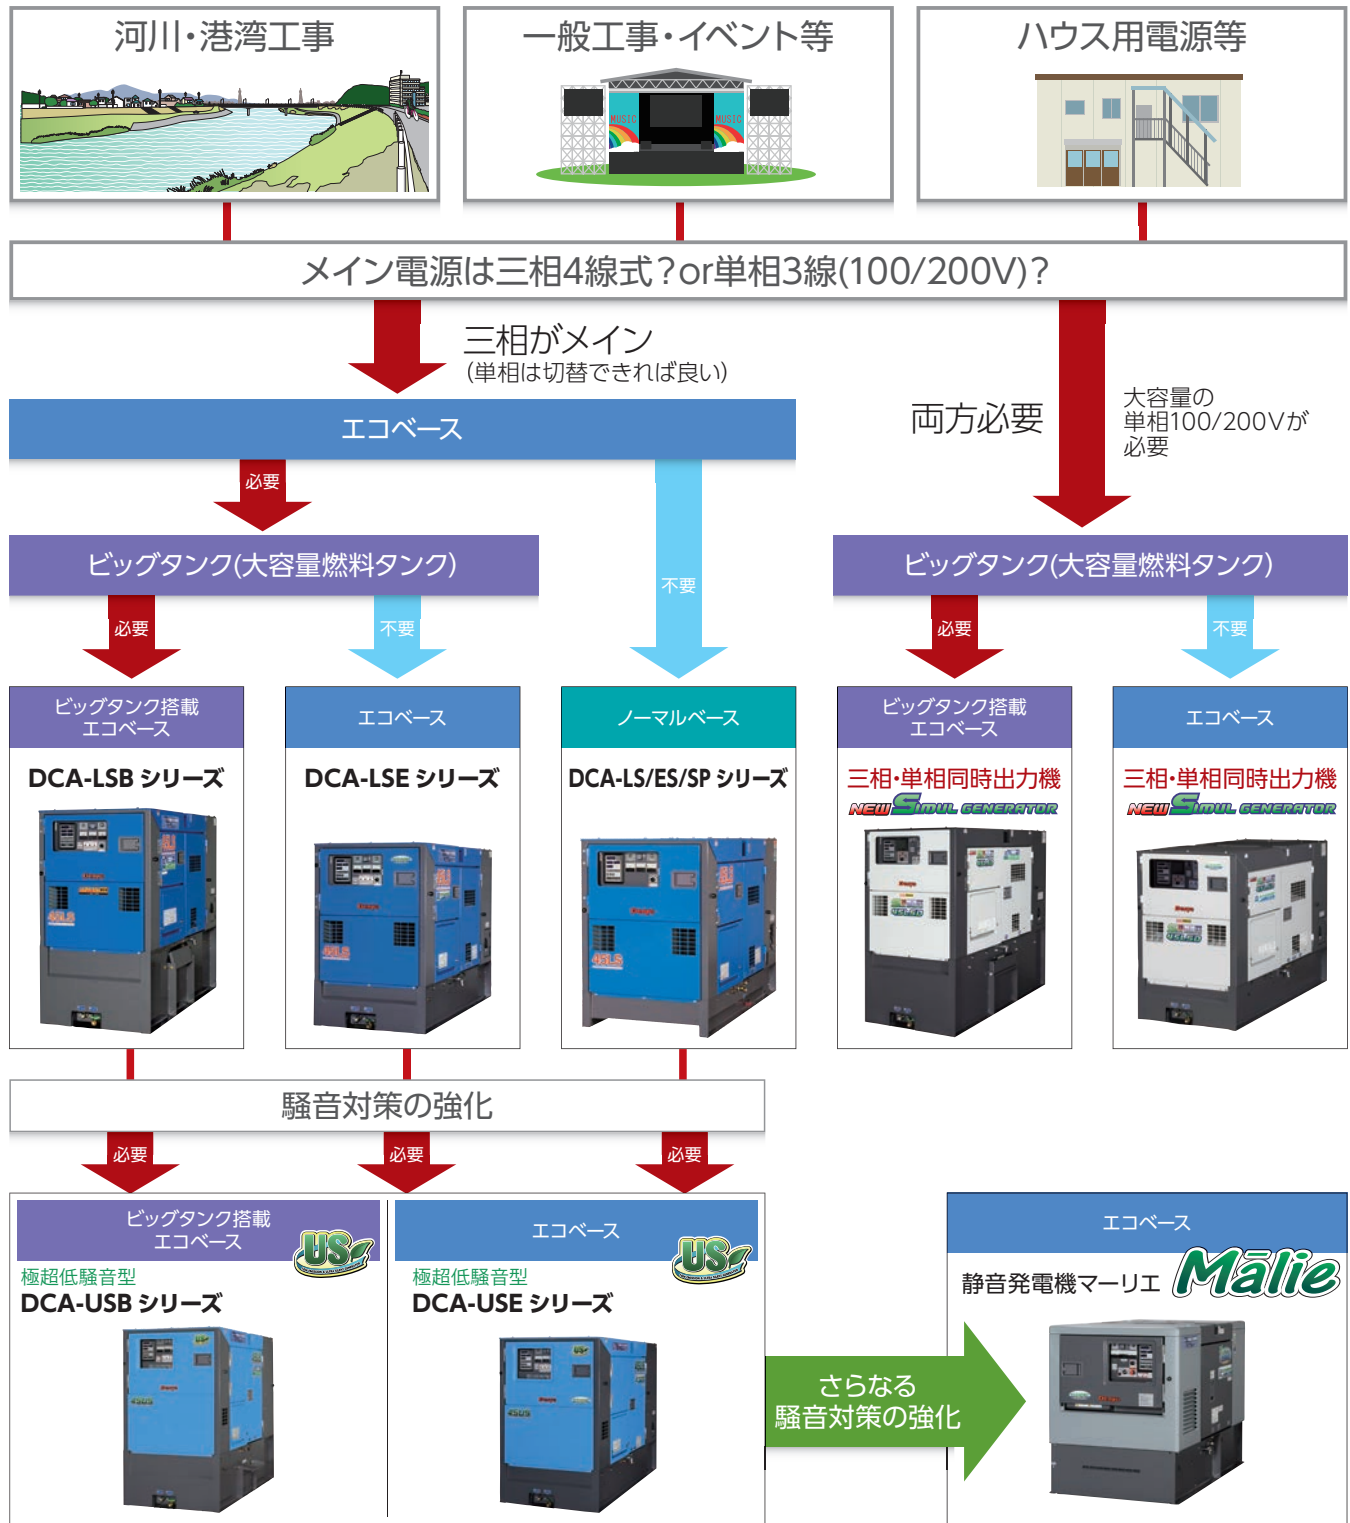 河川・港湾工事
一般工事・イベント等
ハウス用電源等
MUSIC
MUSIC
メイン電源は三相4線式？or単相3線(100/200V)？
三相がメイン
（単相は切替できれば良い）
両方必要
大容量の
単相100/200Vが
必要
エコベース
必要
不要
ビッグタンク(大容量燃料タンク)
ビッグタンク(大容量燃料タンク)
必要
不要
必要
不要
ビッグタンク搭載
エコベース
エコベース
ノーマルベース
ビッグタンク搭載
エコベース
エコベース
DCA-LSB シリーズ
DCA-LSE シリーズ
DCA-LS/ES/SP シリーズ
三相・単相同時出力機
NEW SIMUL GENERATOR
三相・単相同時出力機
NEW SIMUL GENERATOR
45LS
45LS
45LS
騒音対策の強化
必要
必要
必要
ビッグタンク搭載
エコベース
US
極超低騒音型
DCA-USB シリーズ
エコベース
US
極超低騒音型
DCA-USE シリーズ
エコベース
静音発電機マーリエ Mālie
さらなる
騒音対策の強化